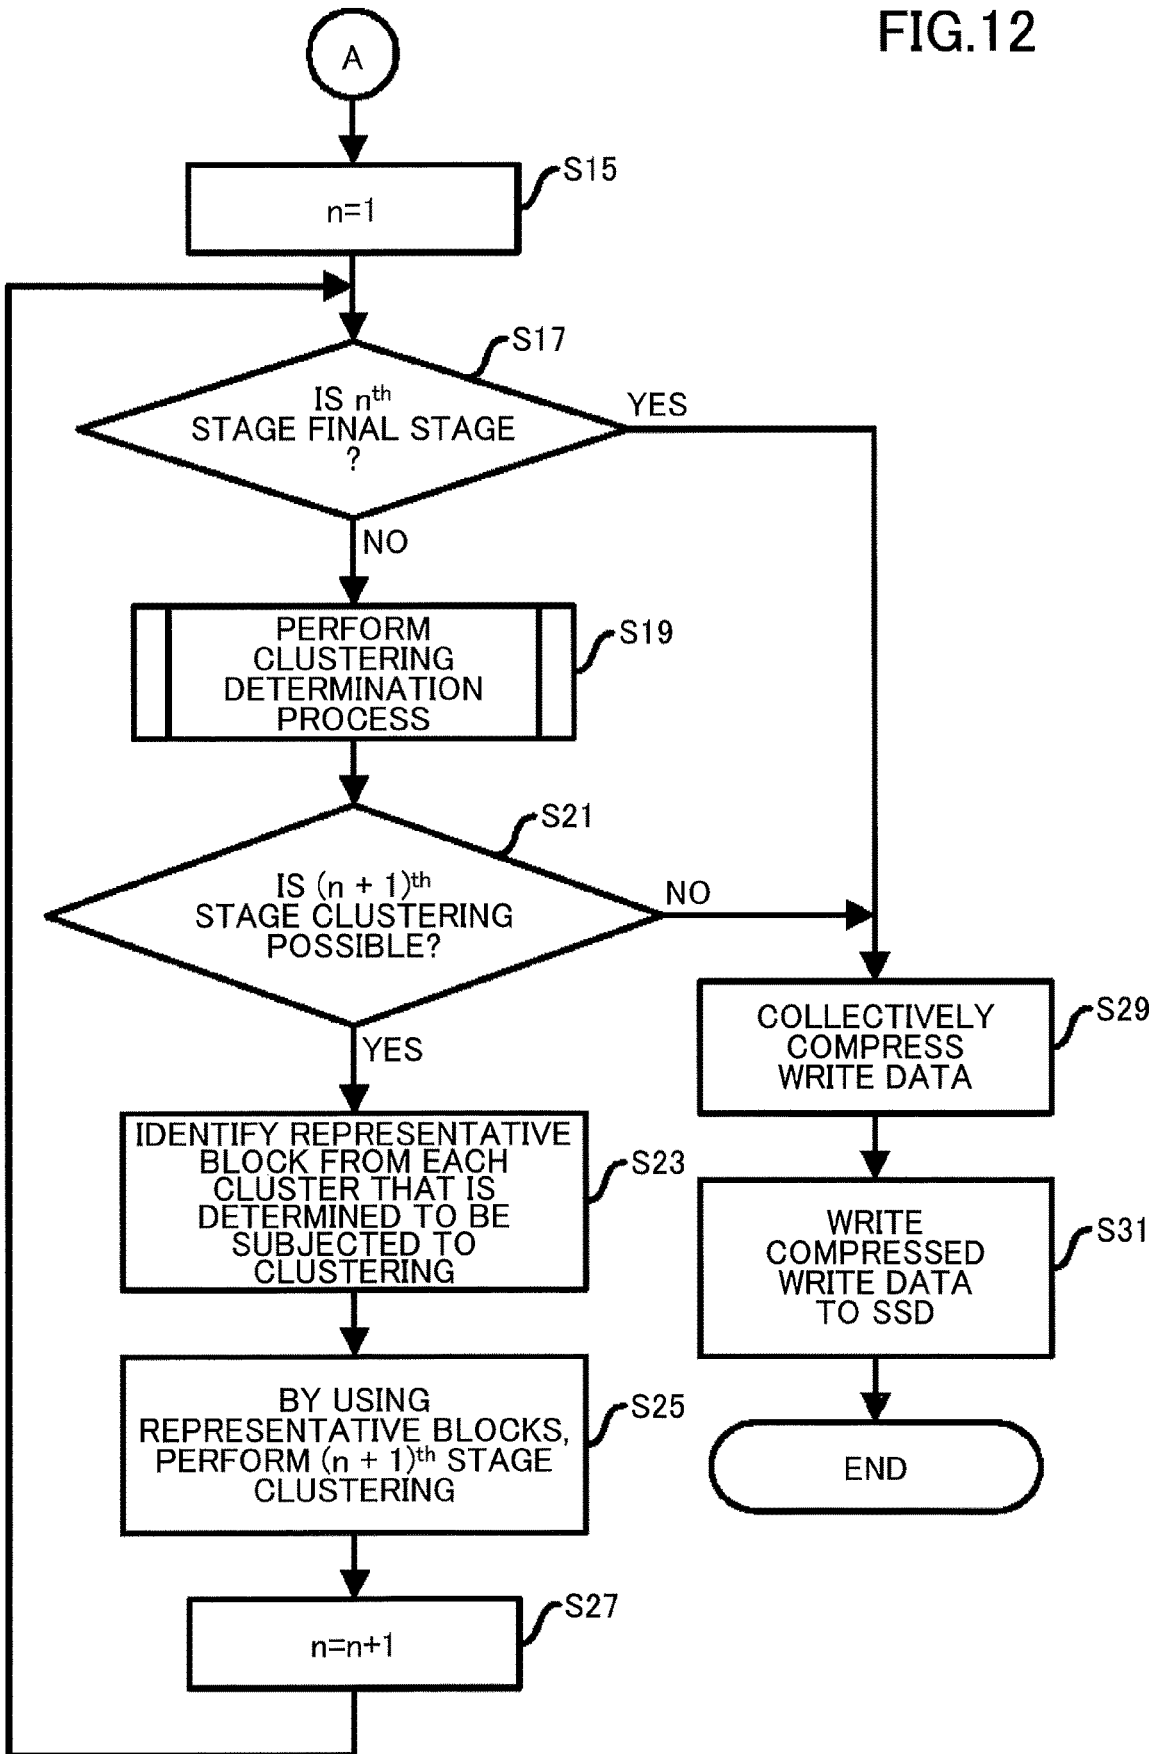 FIG.12
A
S15
n=1
S17
IS nth
STAGE FINAL STAGE
?
YES
NO
S19
PERFORM
CLUSTERING
DETERMINATION
PROCESS
S21
IS (n + 1)th
STAGE CLUSTERING
POSSIBLE?
NO
YES
S29
COLLECTIVELY
COMPRESS
WRITE DATA
S23
IDENTIFY REPRESENTATIVE
BLOCK FROM EACH
CLUSTER THAT IS
DETERMINED TO BE
SUBJECTED TO
CLUSTERING
S31
WRITE
COMPRESSED
WRITE DATA
TO SSD
S25
BY USING
REPRESENTATIVE BLOCKS,
PERFORM (n + 1)th STAGE
CLUSTERING
END
S27
n=n+1